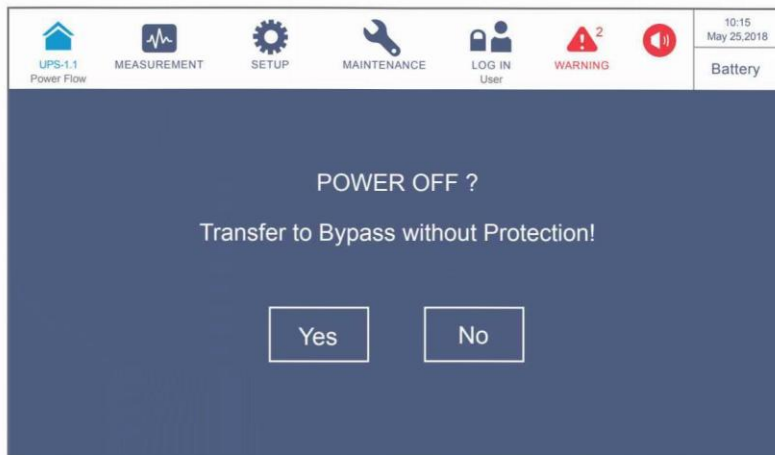 UPS-1.1
Power Flow
MEASUREMENT
SETUP
MAINTENANCE
LOG IN
User
2
WARNING
10:15
May 25,2018
Battery
POWER OFF ?
Transfer to Bypass without Protection!
Yes
No